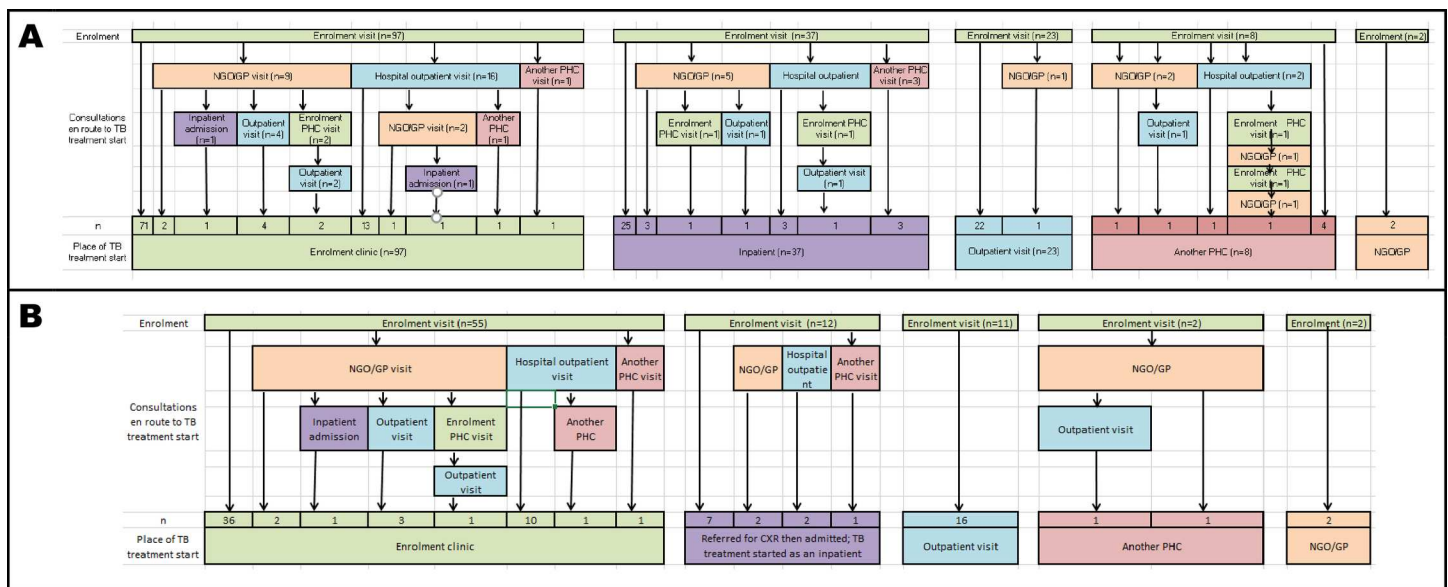 A
Enrolment
Enrolment visit (n=97)
Enrolment visit (n=37)
Enrolment visit (n=23)
Enrolment visit (n=8)
Enrolment (n=2)
NGO/GP visit (n=9)
Hospital outpatient visit (n=16)
Another PHC
visit (n=1)
NGO/GP visit (n=5)
Hospital outpatient
Another PHC
visit (n=3)
NGO/GP (n=1)
NGO/GP (n=2)
Hospital outpatient (n=2)
Consultations
en route to TB
treatment start
Inpatient
admission
(n=1)
Outpatient
visit (n=4)
Enrolment
PHC visit
(n=2)
NGO/GP visit (n=2)
Another
PHC
(n=1)
Enrolment
PHC visit (n=1)
Outpatient
visit (n=1)
Enrolment PHC
visit (n=1)
Outpatient
visit (n=1)
Enrolment PHC
visit (n=1)
NGO/GP (n=1)
Outpatient
visit (n=2)
Inpatient
admission (n=1)
Outpatient
visit (n=1)
Enrolment PHC
visit (n=1)
NGO/GP (n=1)
n
71 2 1 4 2 13 1 1 1 1
25 3 1 1 3 1 3
22 1
1 1 1 1 4
2
Place of TB
treatment start
Enrolment clinic (n=97)
Inpatient (n=37)
Outpatient visit (n=23)
Another PHC (n=8)
NGO/GP
B
Enrolment
Enrolment visit (n=55)
Enrolment visit (n=12)
Enrolment visit (n=11)
Enrolment visit (n=2)
Enrolment (n=2)
NGO/GP visit
Hospital outpatient
visit
Another
PHC visit
NGO/GP
Hospital
outpatie
nt
Another
PHC visit
NGO/GP
Consultations
en route to TB
treatment start
Inpatient
admission
Outpatient
visit
Enrolment
PHC visit
Another
PHC
Outpatient visit
Outpatient
visit
n
36 2 1 3 1 10 1 1
7 2 2 1
16
1 1
2
Place of TB
treatment start
Enrolment clinic
Referred for CXR then admitted; TB
treatment started as an inpatient
Outpatient visit
Another PHC
NGO/GP